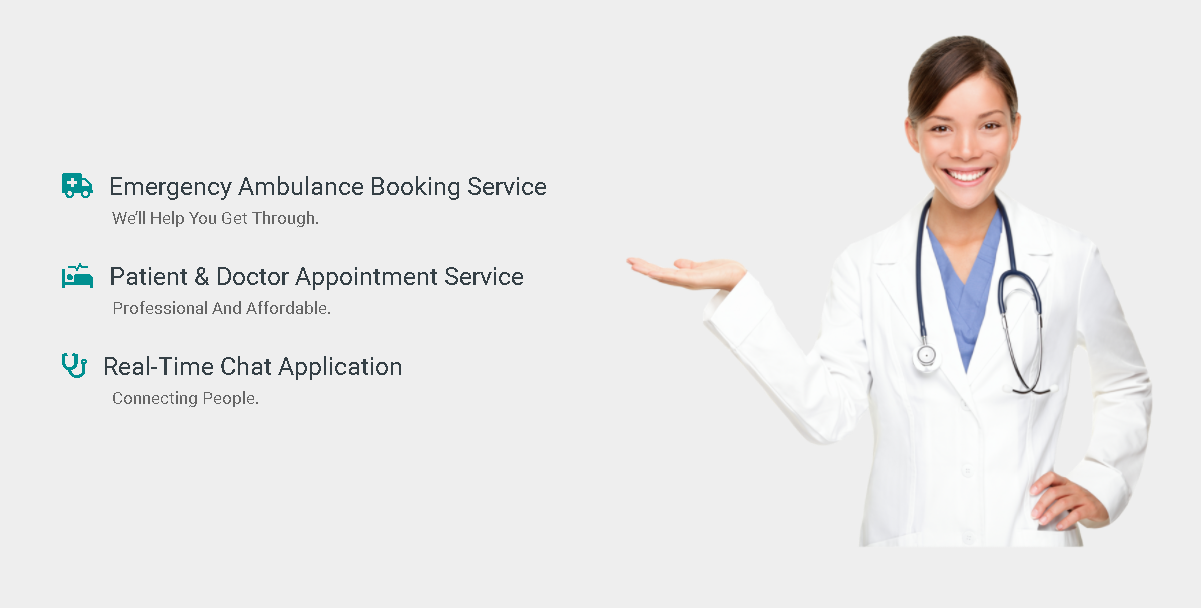 Emergency Ambulance Booking Service
We'll Help You Get Through.
Patient & Doctor Appointment Service
Professional And Affordable.
Real-Time Chat Application
Connecting People.